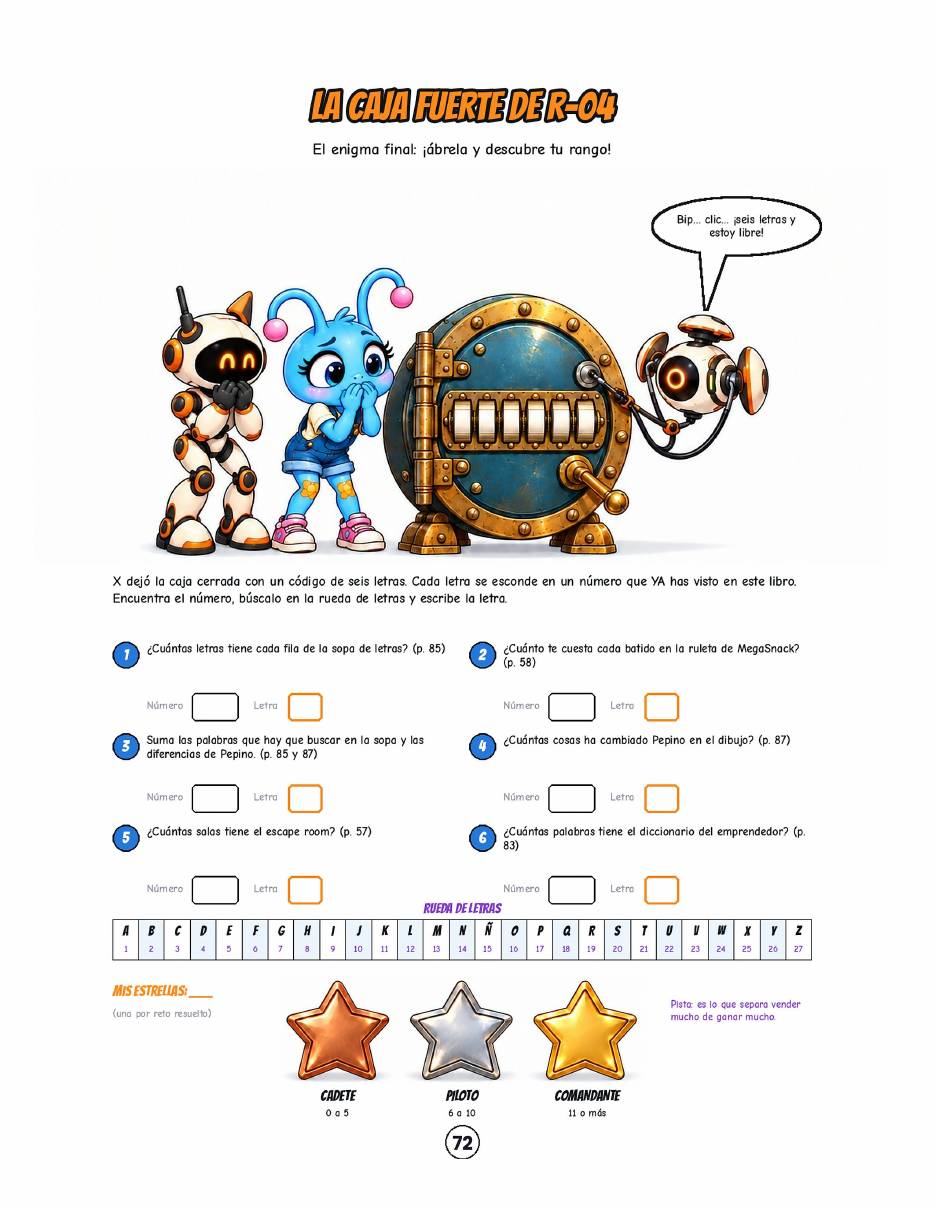 LA CAJA FUERTE DE R-04
El enigma final: ¡ábrela y descubre tu rango!
Bip... clic... ¡seis letras y
estoy libre!
X dejó la caja cerrada con un código de seis letras. Cada letra se esconde en un número que YA has visto en este libro.
Encuentra el número, búscalo en la rueda de letras y escribe la letra.
1 ¿Cuántas letras tiene cada fila de la sopa de letras? (p. 85)
Número Letra
2 ¿Cuánto te cuesta cada batido en la ruleta de MegaSnack?
(p. 58)
Número Letra
3 Suma las palabras que hay que buscar en la sopa y las
diferencias de Pepino. (p. 85 y 87)
Número Letra
4 ¿Cuántas cosas ha cambiado Pepino en el dibujo? (p. 87)
Número Letra
5 ¿Cuántas salas tiene el escape room? (p. 57)
Número Letra
6 ¿Cuántas palabras tiene el diccionario del emprendedor? (p.
83)
Número Letra
RUEDA DE LETRAS
A B C D E F G H I J K L M N Ñ O P Q R S T U V W X Y Z
1 2 3 4 5 6 7 8 9 10 11 12 13 14 15 16 17 18 19 20 21 22 23 24 25 26 27
MIS ESTRELLAS: ____
(una por reto resuelto)
Pista: es lo que separa vender
mucho de ganar mucho.
CADETE PILOTO COMANDANTE
0 a 5 6 a 10 11 o más
72